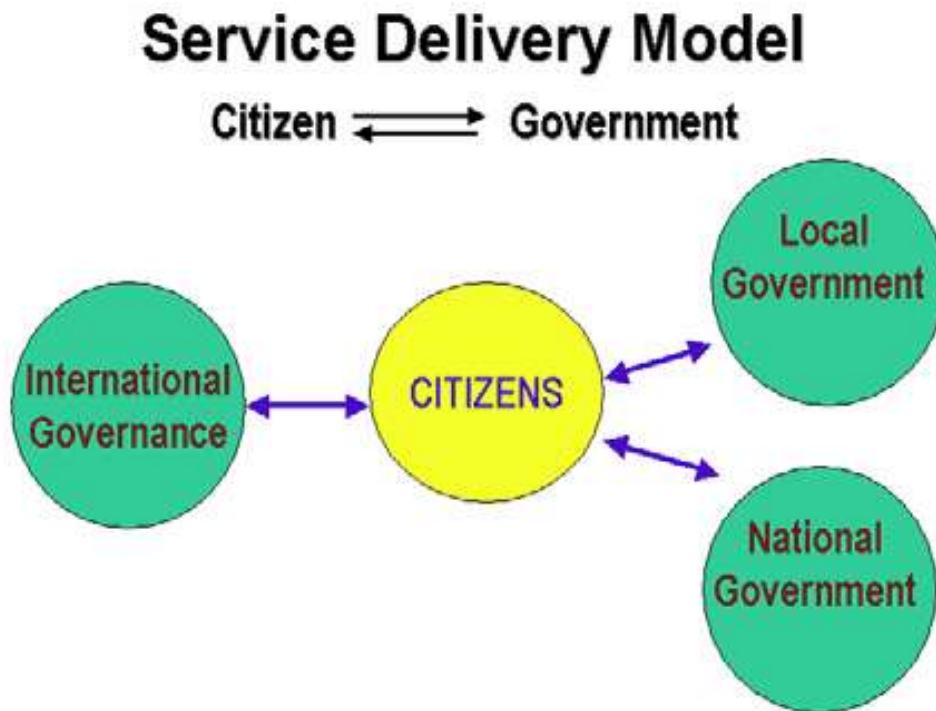 Service Delivery Model
Citizen Government
International
Governance
CITIZENS
Local
Government
National
Government